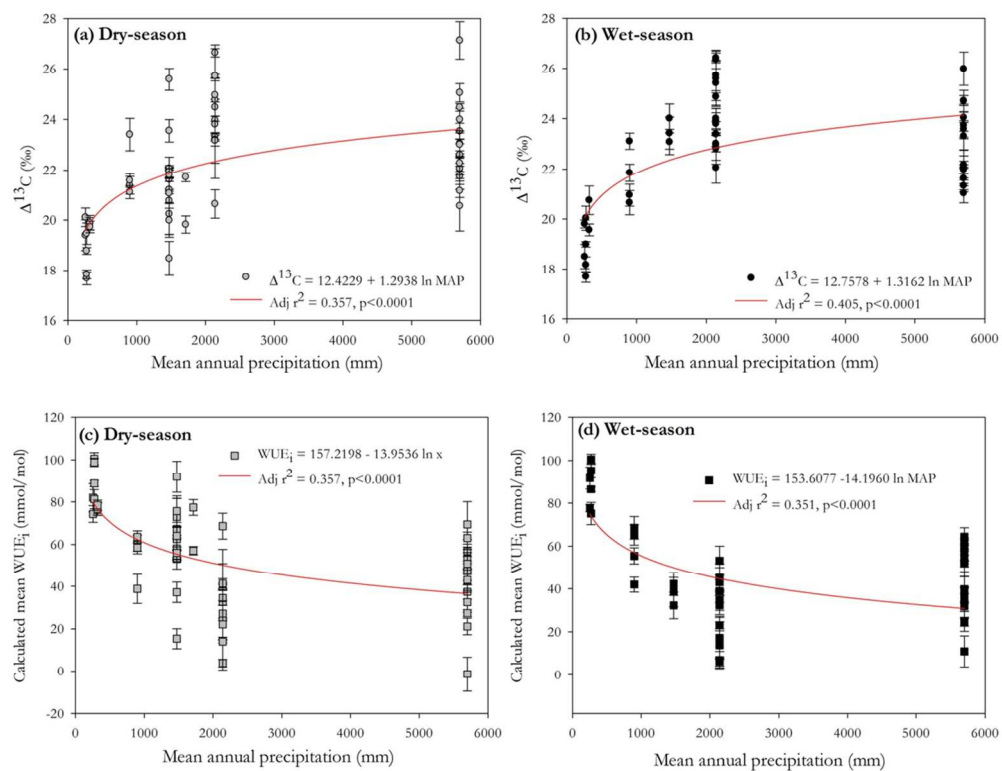 (a) Dry-season
28
26
24
22
20
18
16
Δ13C (‰)
Δ13C = 12.4229 + 1.2938 ln MAP
Adj r2 = 0.357, p<0.0001
0 1000 2000 3000 4000 5000 6000
Mean annual precipitation (mm)
(b) Wet-season
28
26
24
22
20
18
16
Δ13C (‰)
Δ13C = 12.7578 + 1.3162 ln MAP
Adj r2 = 0.405, p<0.0001
0 1000 2000 3000 4000 5000 6000
Mean annual precipitation (mm)
(c) Dry-season
120
100
80
60
40
20
0
-20
Calculated mean WUEi (mmol/mol)
WUEi = 157.2198 - 13.9536 ln x
Adj r2 = 0.357, p<0.0001
0 1000 2000 3000 4000 5000 6000
Mean annual precipitation (mm)
(d) Wet-season
120
100
80
60
40
20
0
Calculated mean WUEi (mmol/mol)
WUEi = 153.6077 -14.1960 ln MAP
Adj r2 = 0.351, p<0.0001
0 1000 2000 3000 4000 5000 6000
Mean annual precipitation (mm)